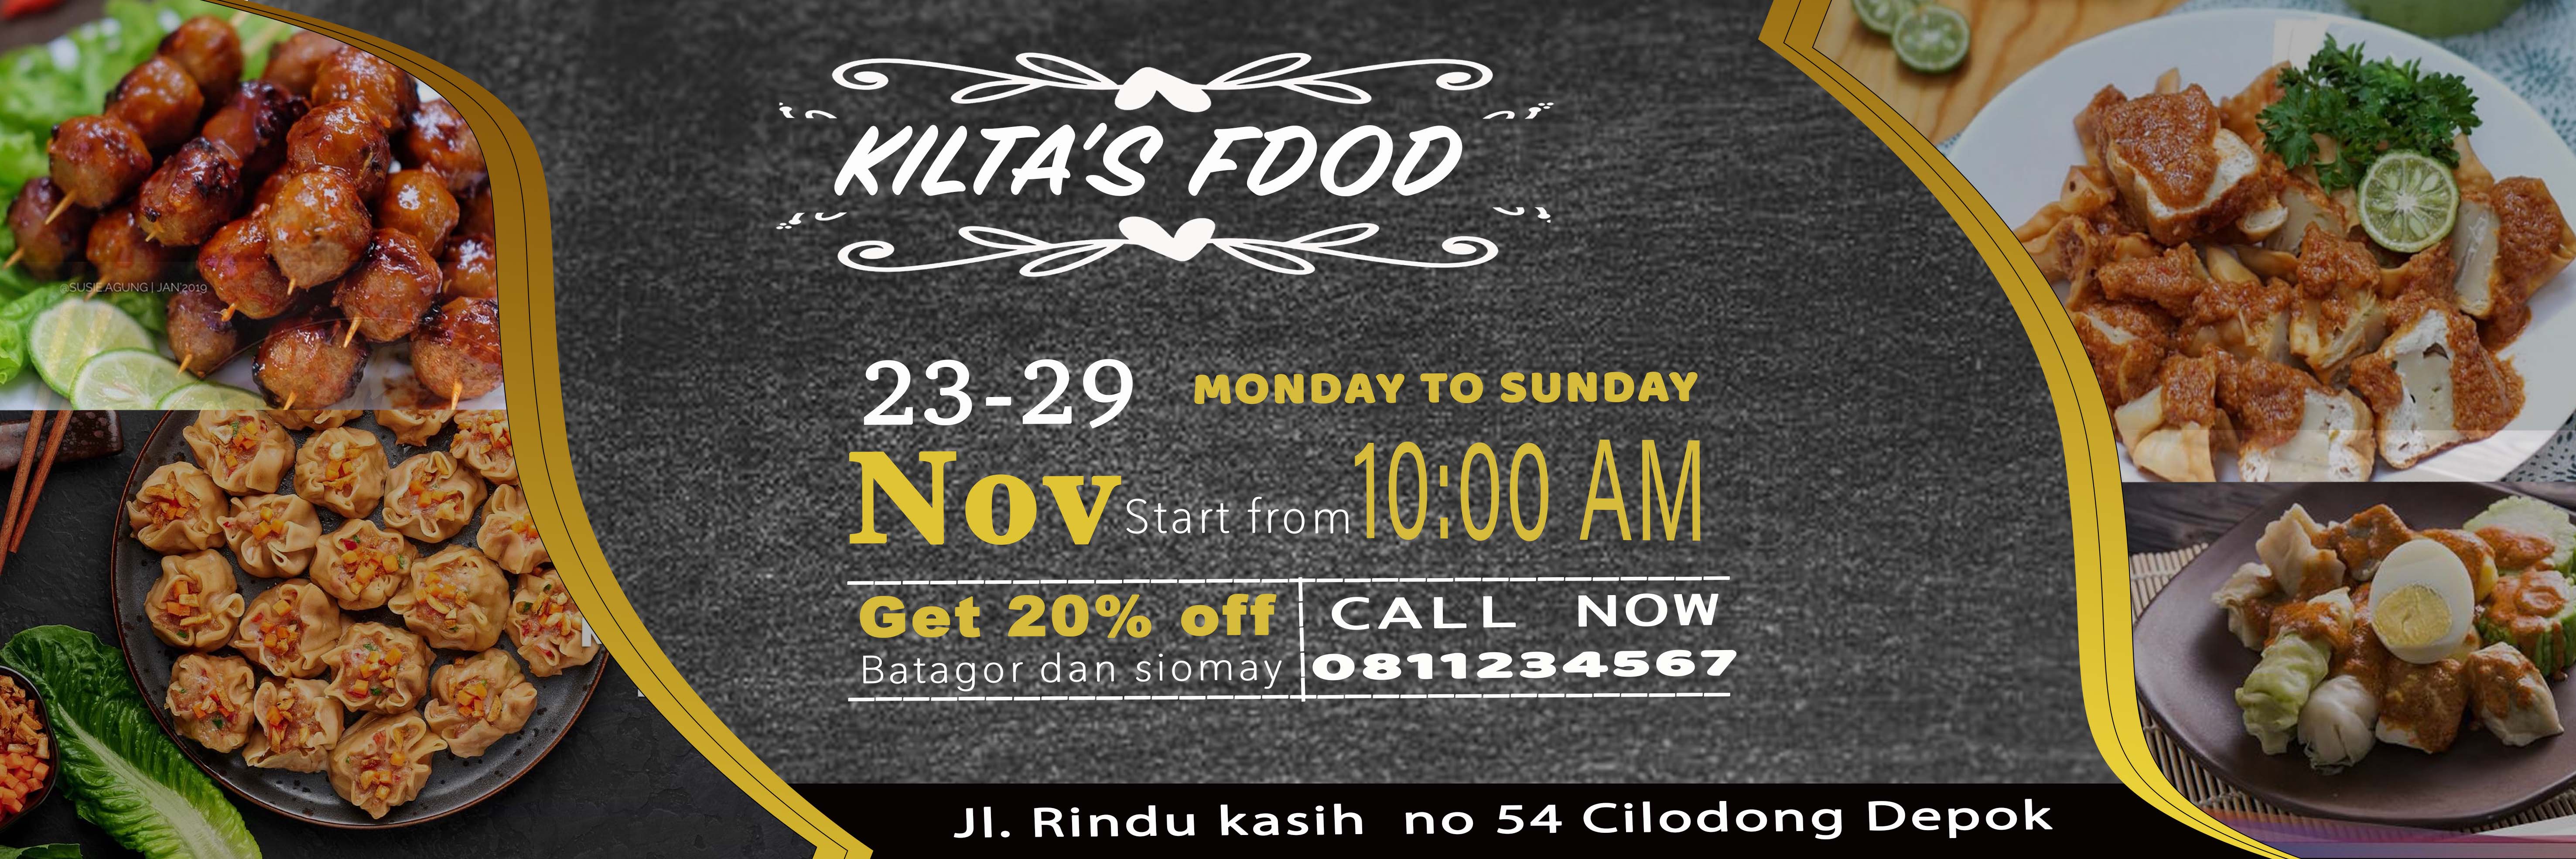 KILTA'S FOOD
@SUSIE AGUNG | JAN'2019
23-29
MONDAY TO SUNDAY
Nov Start from 10:00 AM
Get 20% off
Batagor dan siomay
CALL NOW
0811234567
Jl. Rindu kasih no 54 Cilodong Depok